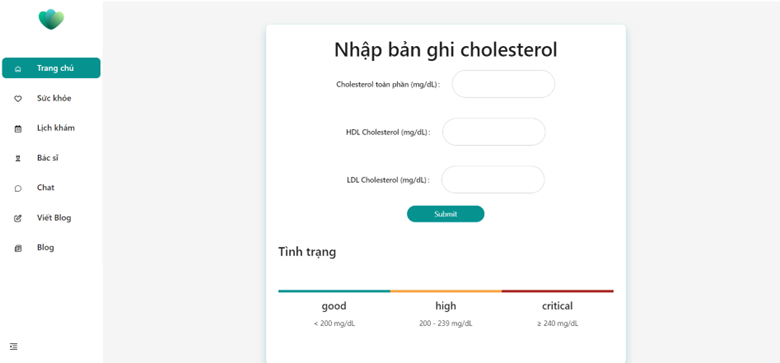 Trang chủ
Sức khỏe
Lịch khám
Bác sĩ
Chat
Viết Blog
Blog
Nhập bản ghi cholesterol
Cholesterol toàn phần (mg/dL) :
HDL Cholesterol (mg/dL) :
LDL Cholesterol (mg/dL) :
Submit
Tình trạng
good high critical
< 200 mg/dL 200 - 239 mg/dL ≥ 240 mg/dL